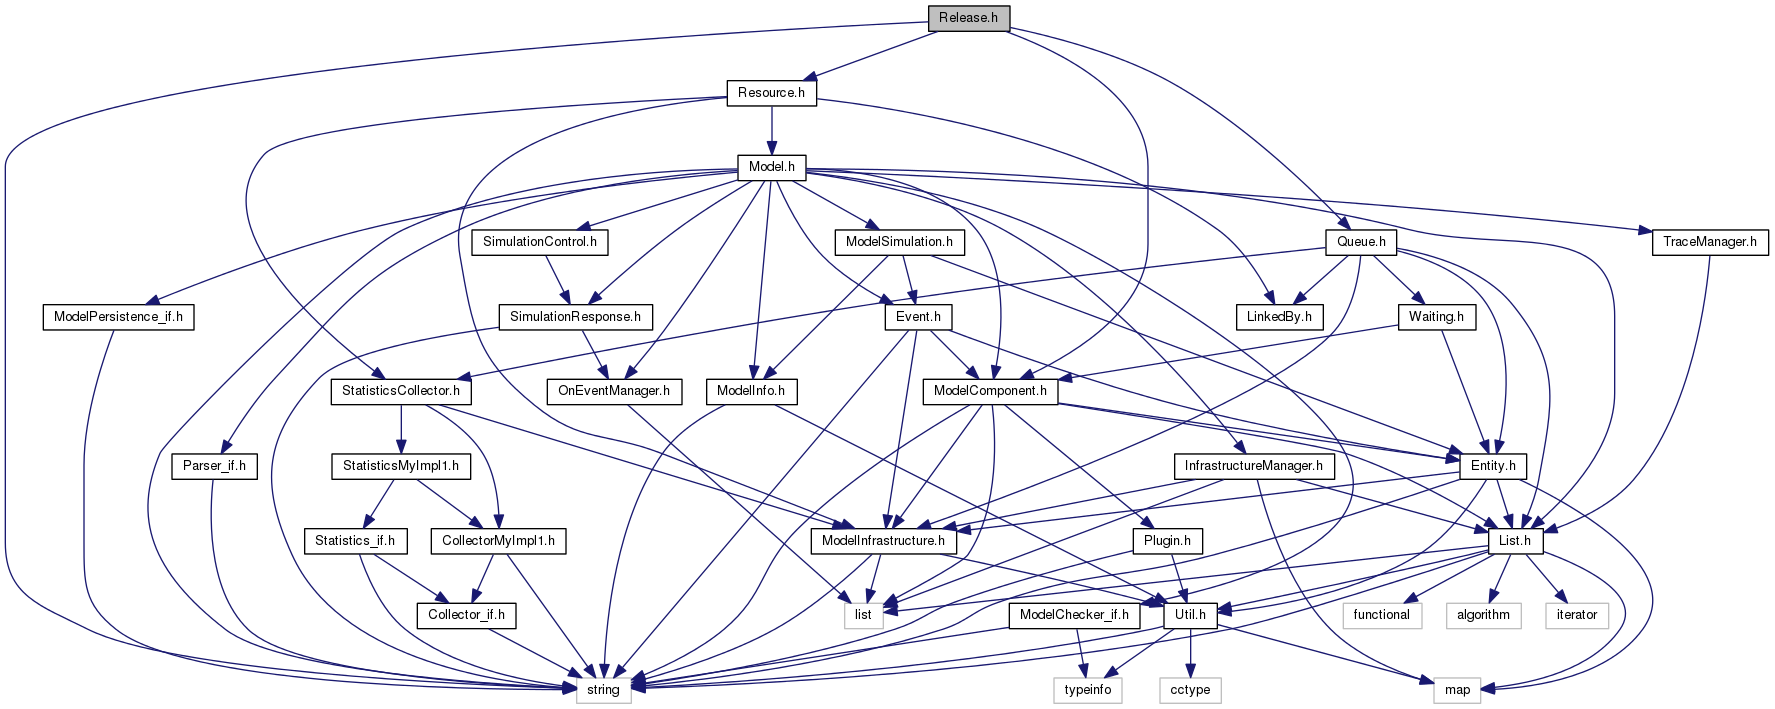 Release.h
Resource.h
Model.h
SimulationControl.h
ModelSimulation.h
Queue.h
TraceManager.h
ModelPersistence_if.h
SimulationResponse.h
Event.h
LinkedBy.h
Waiting.h
StatisticsCollector.h
OnEventManager.h
ModelInfo.h
ModelComponent.h
Parser_if.h
StatisticsMyImpl1.h
InfrastructureManager.h
Entity.h
Statistics_if.h
CollectorMyImpl1.h
ModelInfrastructure.h
Plugin.h
List.h
Collector_if.h
list
ModelChecker_if.h
Util.h
functional
algorithm
iterator
string
typeinfo
cctype
map